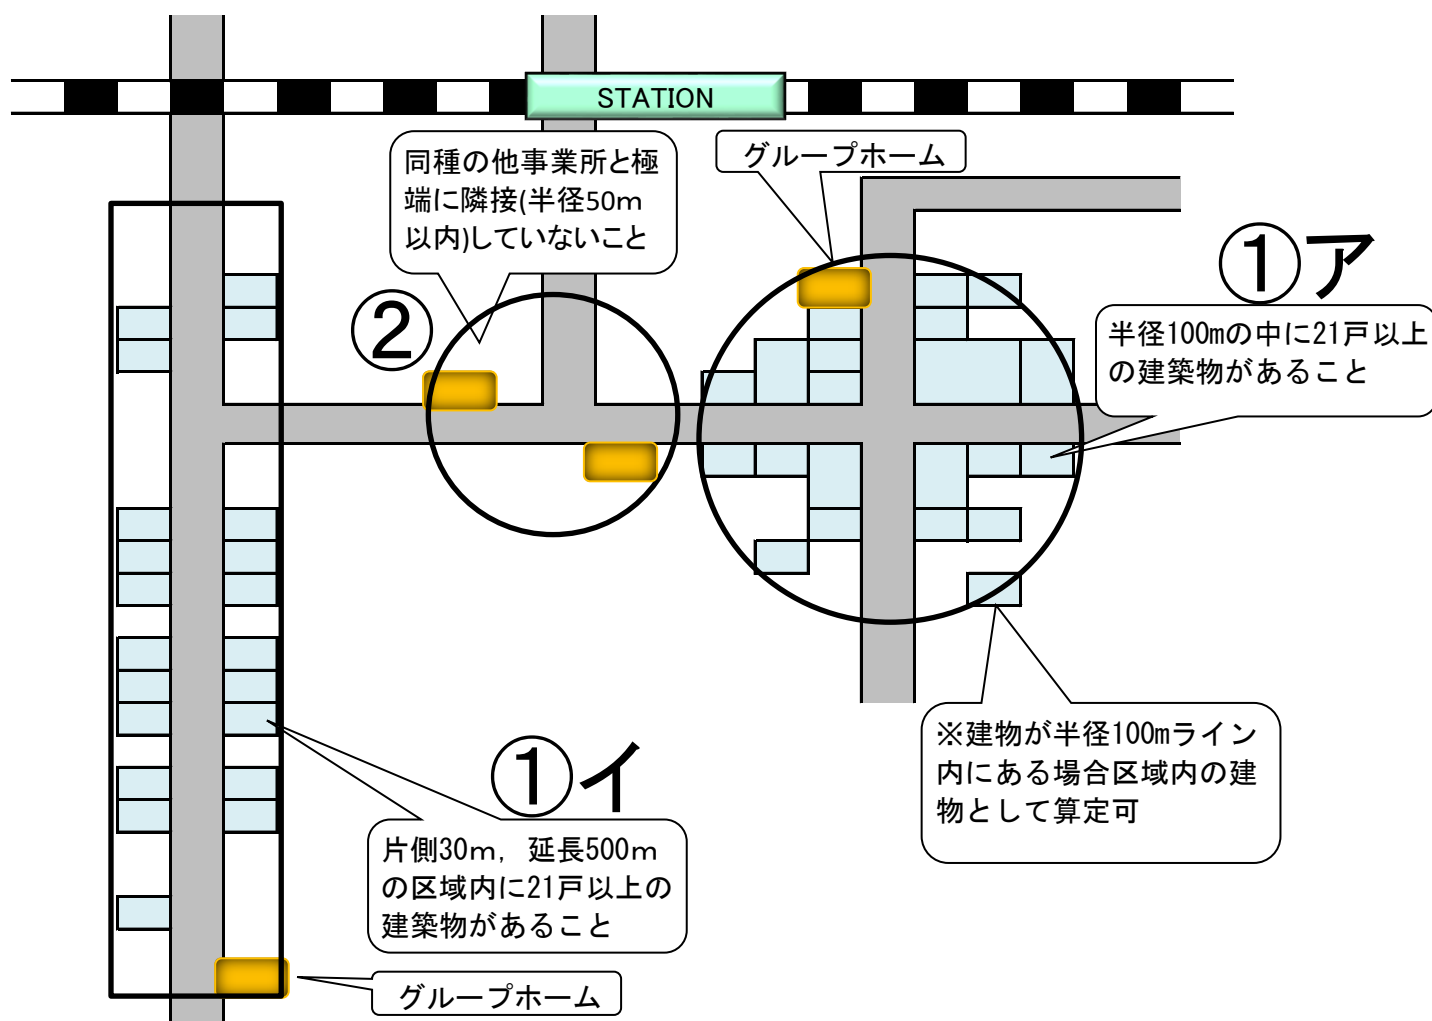 STATION
同種の他事業所と極
端に隣接(半径50ｍ
以内)していないこと
グループホーム
①ア
半径100mの中に21戸以上
の建築物があること
②
※建物が半径100mライン
内にある場合区域内の建
物として算定可
①イ
片側30ｍ，延長500ｍ
の区域内に21戸以上の
建築物があること
グループホーム